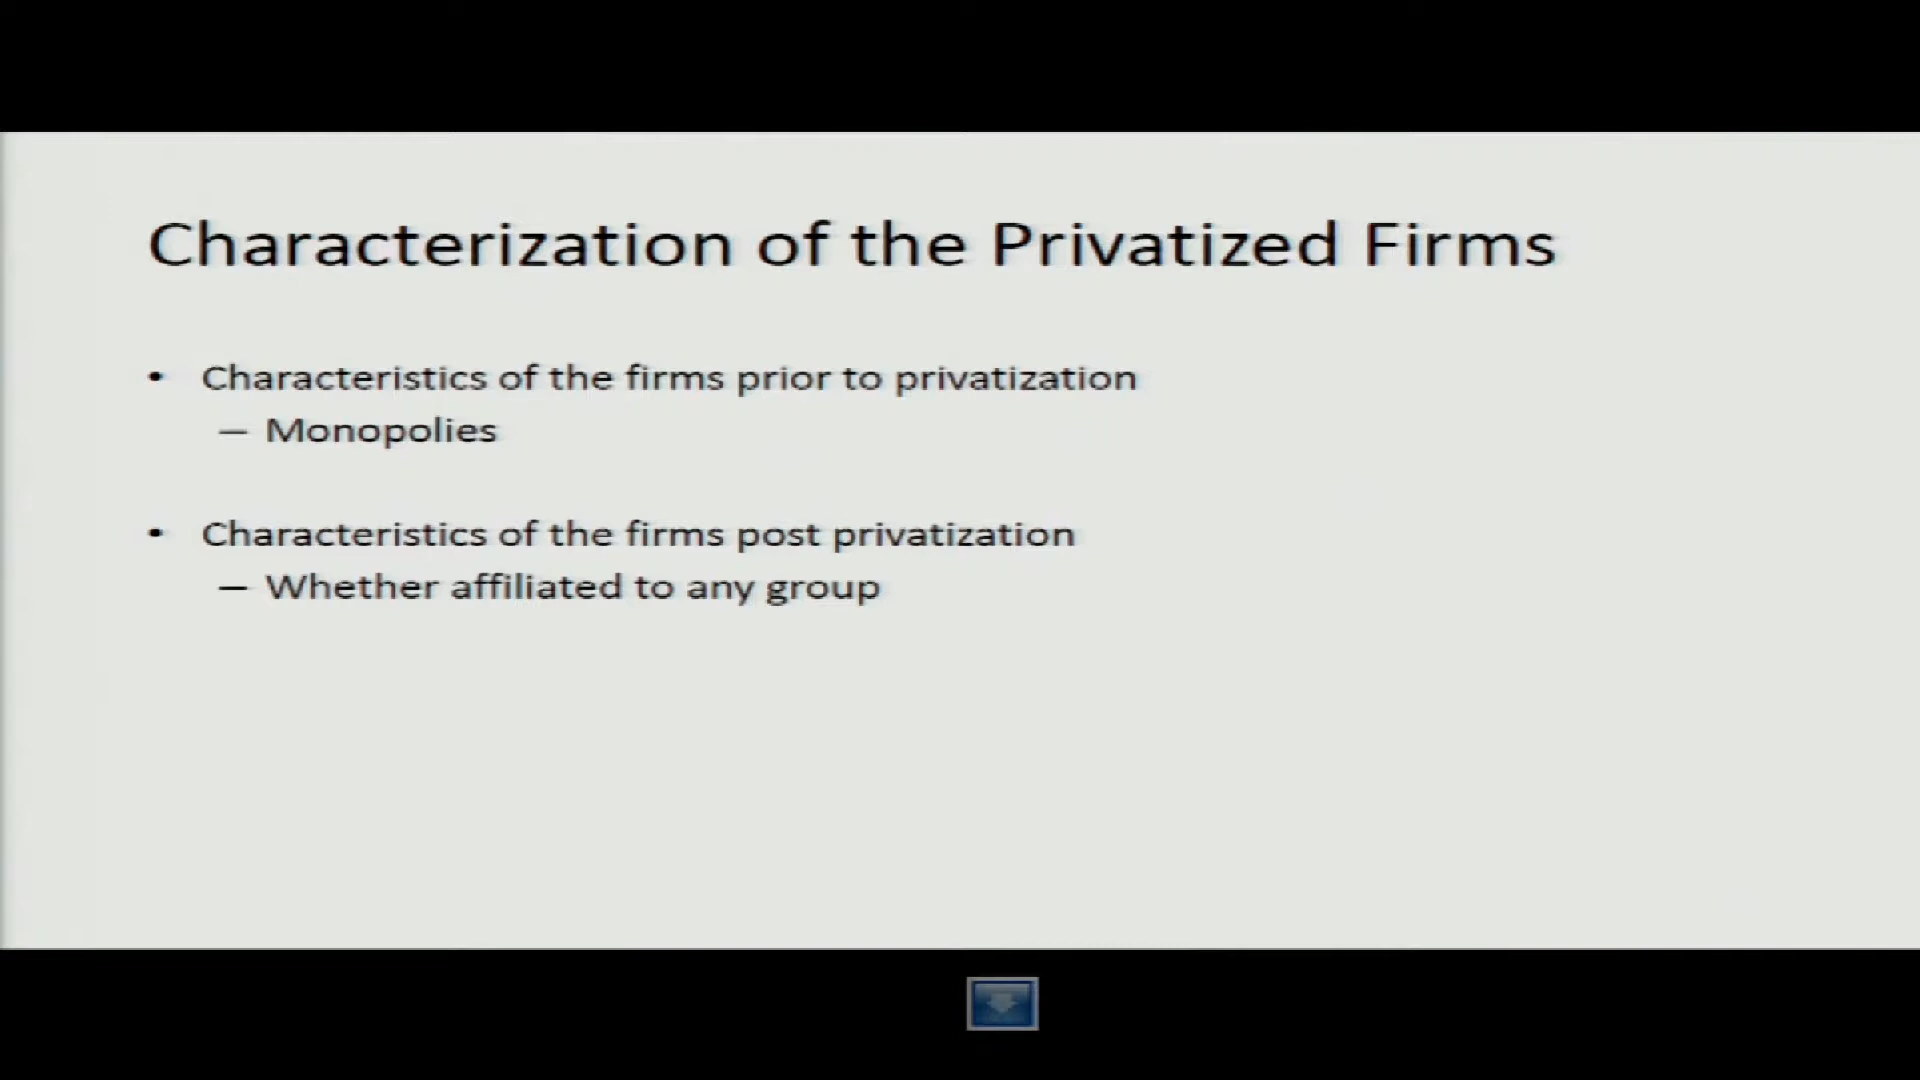 Characterization of the Privatized Firms
• Characteristics of the firms prior to privatization
– Monopolies
• Characteristics of the firms post privatization
– Whether affiliated to any group